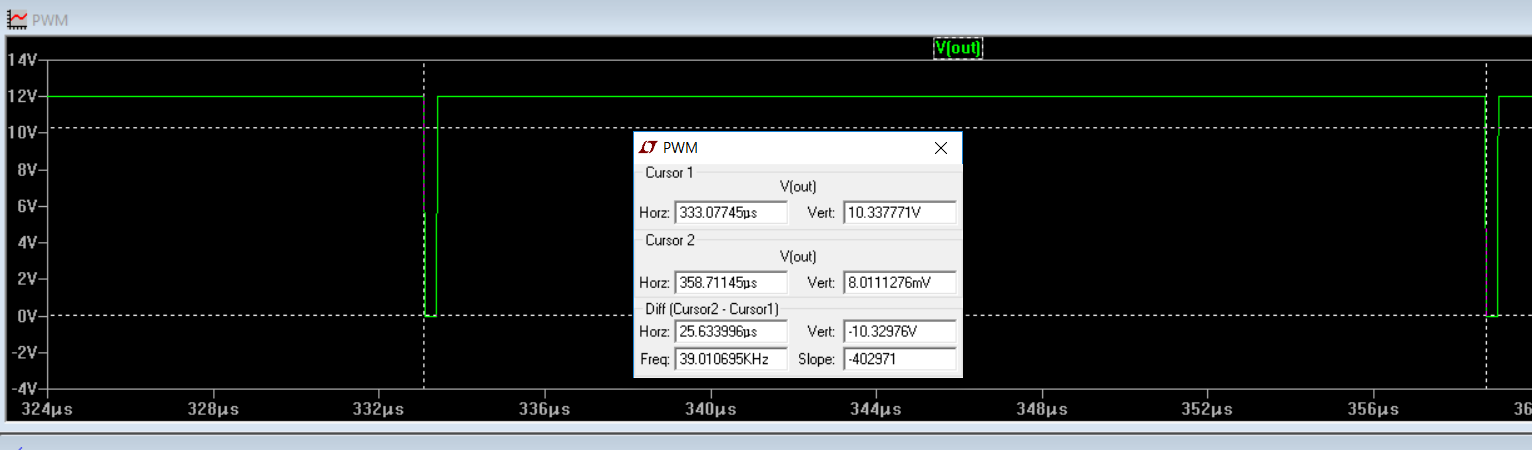 PWM
V(out)
14V
12V
10V
8V
6V
4V
2V
0V
-2V
-4V
324µs 328µs 332µs 336µs 340µs 344µs 348µs 352µs 356µs 36
PWM
Cursor 1
V(out)
Horz: 333.07745µs Vert: 10.337771V
Cursor 2
V(out)
Horz: 358.71145µs Vert: 8.0111276mV
Diff (Cursor2 - Cursor1)
Horz: 25.633996µs Vert: -10.32976V
Freq: 39.010695KHz Slope: -402971